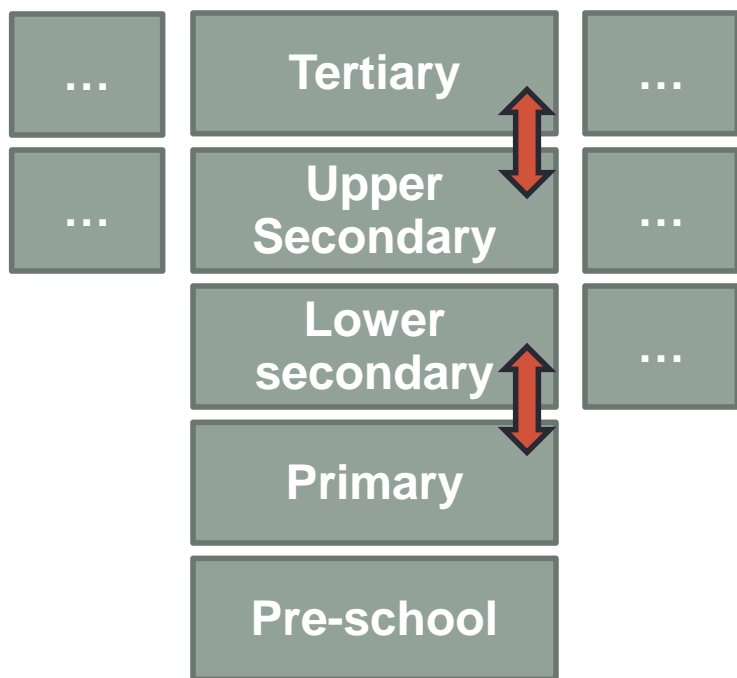 … Tertiary …
… Upper
Secondary …
Lower
secondary …
Primary
Pre-school